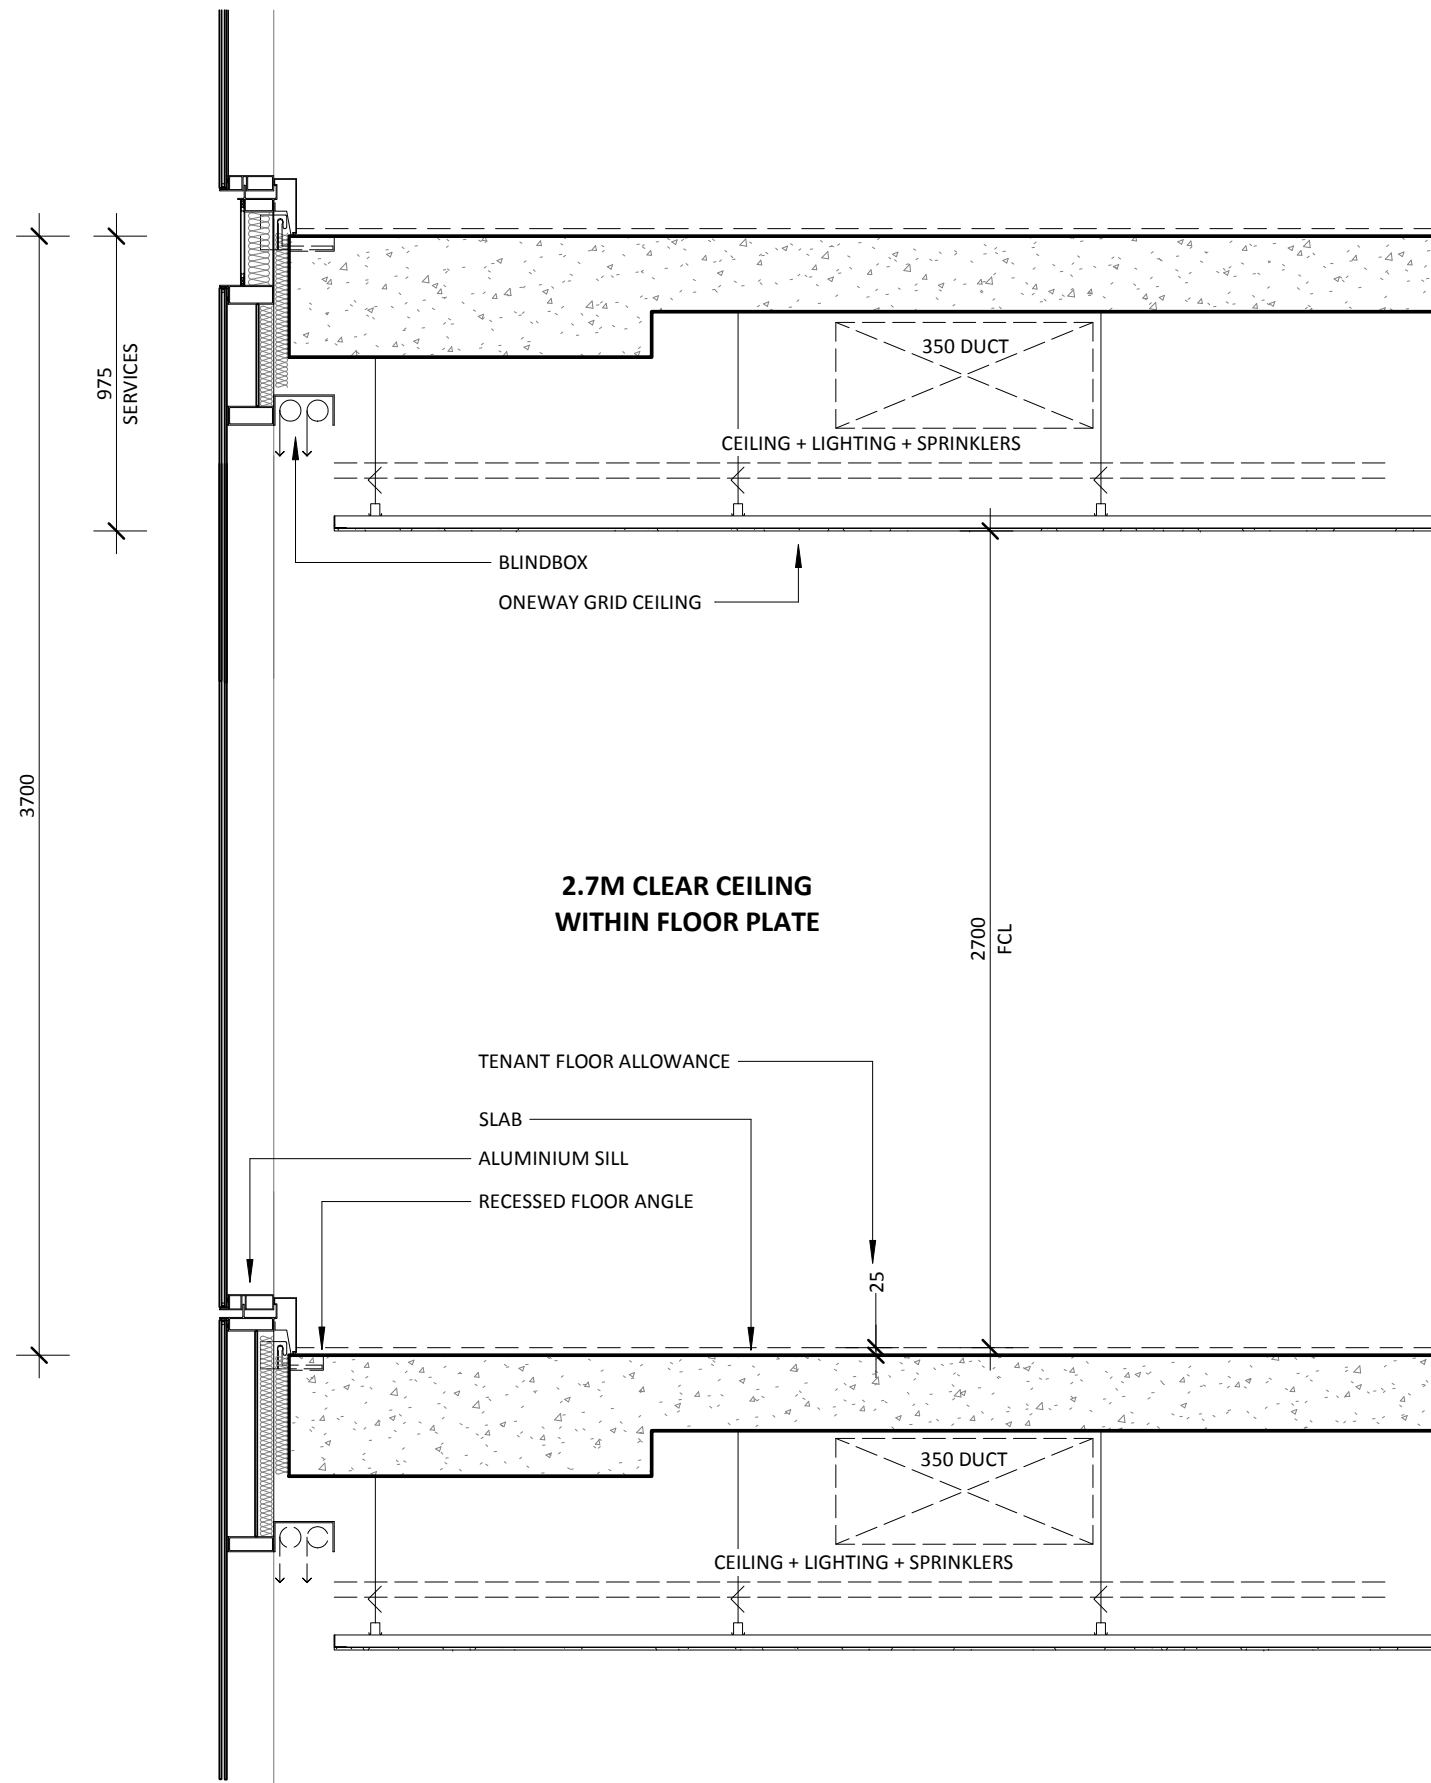 350 DUCT
975
SERVICES
CEILING + LIGHTING + SPRINKLERS
BLINDBOX
ONEWAY GRID CEILING
3700
2.7M CLEAR CEILING
WITHIN FLOOR PLATE
2700
FCL
TENANT FLOOR ALLOWANCE
SLAB
ALUMINIUM SILL
RECESSED FLOOR ANGLE
25
350 DUCT
CEILING + LIGHTING + SPRINKLERS